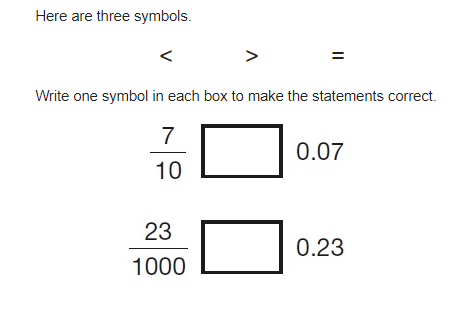 Here are three symbols.
< > =
Write one symbol in each box to make the statements correct.
7
10
0.07
23
1000
0.23